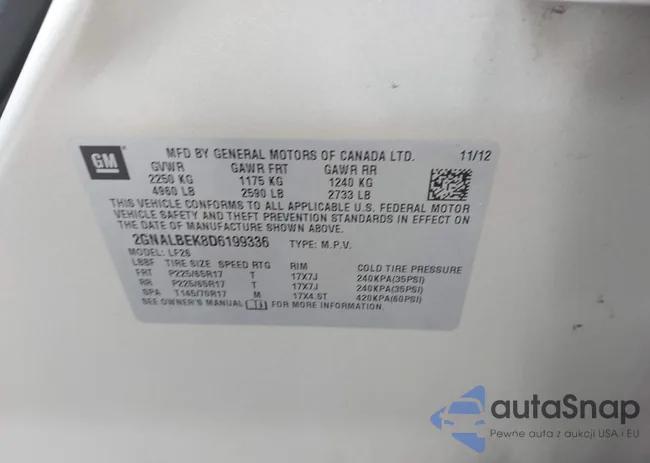 GM
MFD BY GENERAL MOTORS OF CANADA LTD. 11/12
GVWR GAWR FRT GAWR RR
2250 KG 1175 KG 1240 KG
4960 LB 2590 LB 2733 LB
THIS VEHICLE CONFORMS TO ALL APPLICABLE U.S. FEDERAL MOTOR
VEHICLE SAFETY AND THEFT PREVENTION STANDARDS IN EFFECT ON
THE DATE OF MANUFACTURE SHOWN ABOVE.
2GNALBEK8D6199336 TYPE: M.P.V.
MODEL: LF26
L8BF TIRE SIZE SPEED RTG RIM COLD TIRE PRESSURE
FRT P225/65R17 T 17X7J 240KPA(35PSI)
RR P225/65R17 T 17X7J 240KPA(35PSI)
SPA T145/70R17 M 17X4.5T 420KPA(60PSI)
SEE OWNER'S MANUAL FOR MORE INFORMATION.
autaSnap
Pewne auta z aukcji USA i EU